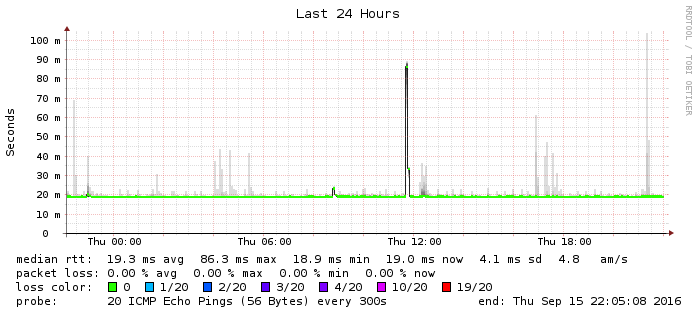 Last 24 Hours
RRDTOOL / TOBI OETIKER
Seconds
100 m
90 m
80 m
70 m
60 m
50 m
40 m
30 m
20 m
10 m
0
Thu 00:00 Thu 06:00 Thu 12:00 Thu 18:00
median rtt: 19.3 ms avg 86.3 ms max 18.9 ms min 19.0 ms now 4.1 ms sd 4.8 am/s
packet loss: 0.00 % avg 0.00 % max 0.00 % min 0.00 % now
loss color: 0 1/20 2/20 3/20 4/20 10/20 19/20
probe: 20 ICMP Echo Pings (56 Bytes) every 300s end: Thu Sep 15 22:05:08 2016